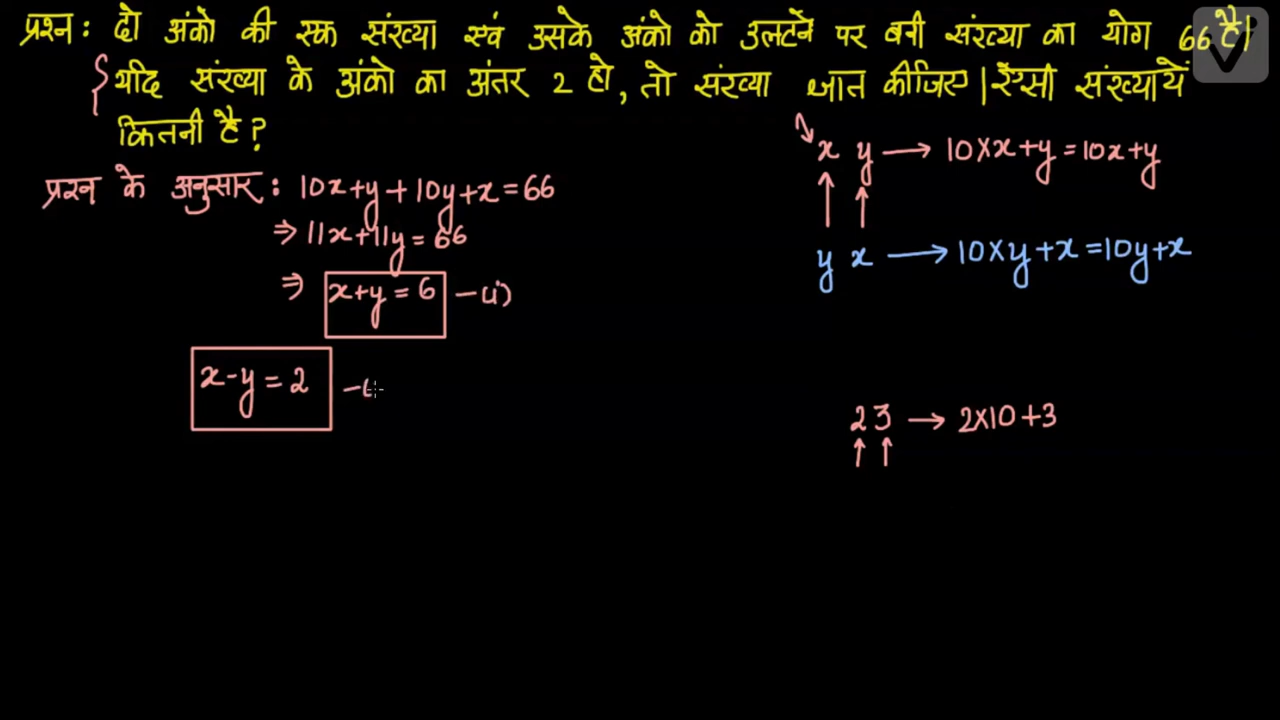 प्रश्न: दो अंको की एक संख्या एवं उसके अंको को उलटने पर बनी संख्या का योग 66 है।
यदि संख्या के अंको का अंतर 2 हो, तो संख्या ज्ञात कीजिए। ऐसी संख्यायें
कितनी है?
x y → 10×x+y=10x+y
प्रश्न के अनुसार: 10x+y+10y+x=66
⇒ 11x+11y=66
y x → 10×y+x=10y+x
⇒ x+y=6 -(i)
x-y=2 -(
23 → 2×10+3